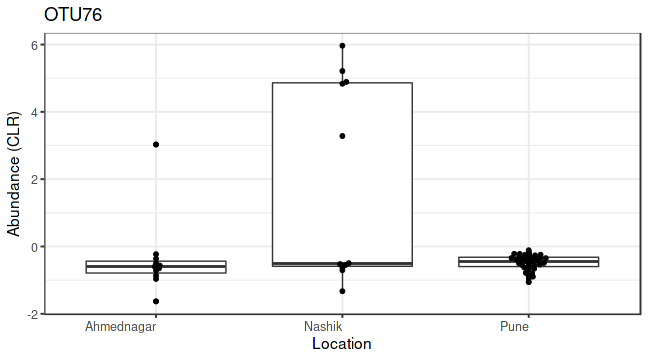 OTU76
Abundance (CLR)
6
4
2
0
-2
Ahmednagar
Nashik
Pune
Location